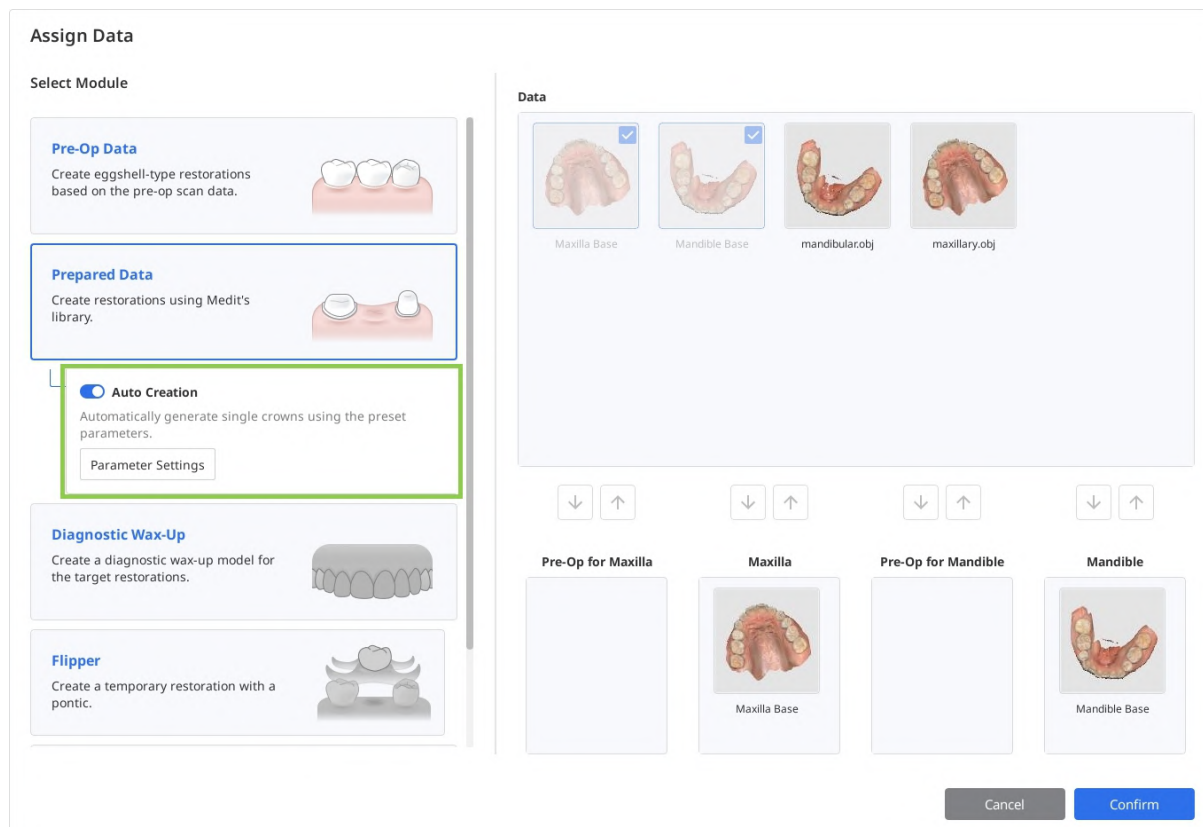 Assign Data
Select Module
Pre-Op Data
Create eggshell-type restorations
based on the pre-op scan data.
Prepared Data
Create restorations using Medit's
library.
Auto Creation
Automatically generate single crowns using the preset
parameters.
Parameter Settings
Diagnostic Wax-Up
Create a diagnostic wax-up model for
the target restorations.
Flipper
Create a temporary restoration with a
pontic.
Data
Maxilla Base
Mandible Base
mandibular.obj
maxillary.obj
Pre-Op for Maxilla
Maxilla
Pre-Op for Mandible
Mandible
Maxilla Base
Mandible Base
Cancel
Confirm